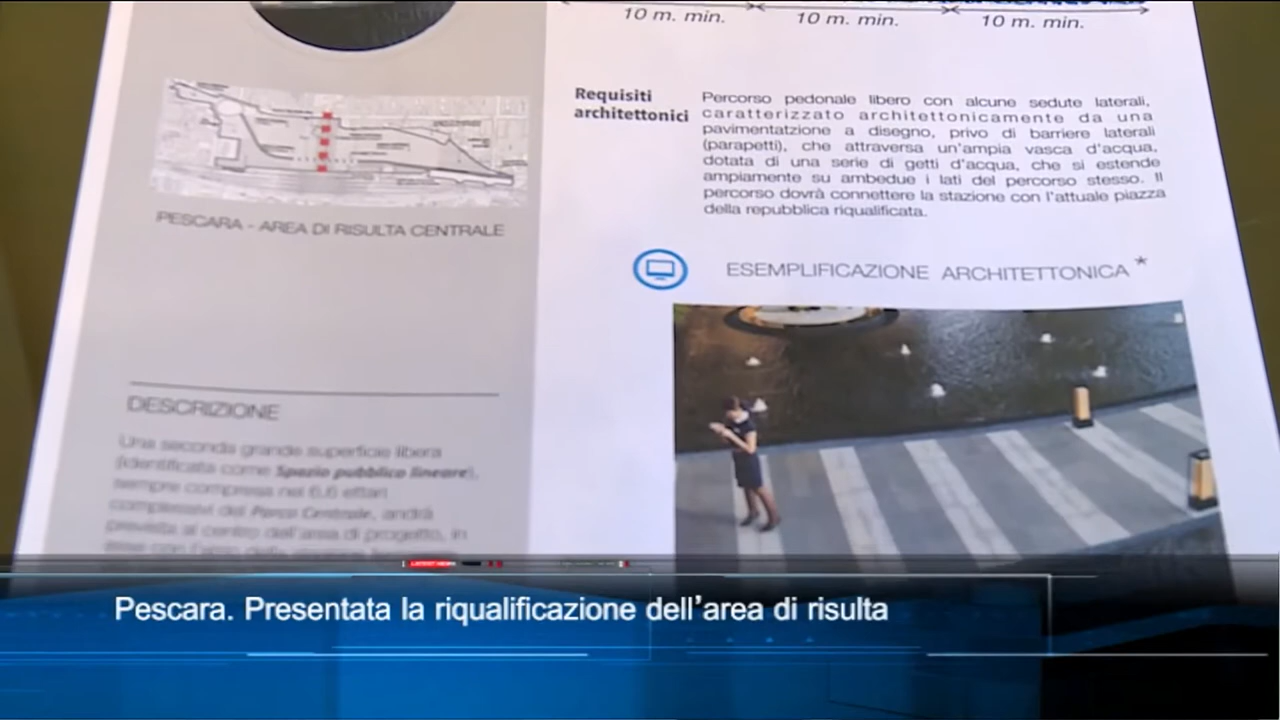 10 m. min. 10 m. min. 10 m. min.
Requisiti
architettonici
Percorso pedonale libero con alcune sedute laterali,
caratterizzato architettonicamente da una
pavimentatzione a disegno, privo di barriere laterali
(parapetti), che attraversa un'ampia vasca d'acqua,
dotata di una serie di getti d'acqua, che si estende
ampiamente su ambedue i lati del percorso stesso. Il
percorso dovrà connettere la stazione con l'attuale piazza
della repubblica riqualificata.
PESCARA - AREA DI RISULTA CENTRALE
ESEMPLIFICAZIONE ARCHITETTONICA *
DESCRIZIONE
Una seconda grande superficie libera
(identificata come Spazio pubblico lineare),
sempre compresa nei 6,6 ettari
complessivi del Parco Centrale, andrà
prevista al centro dell'area di progetto, in
LATEST NEWS
Pescara. Presentata la riqualificazione dell'area di risulta